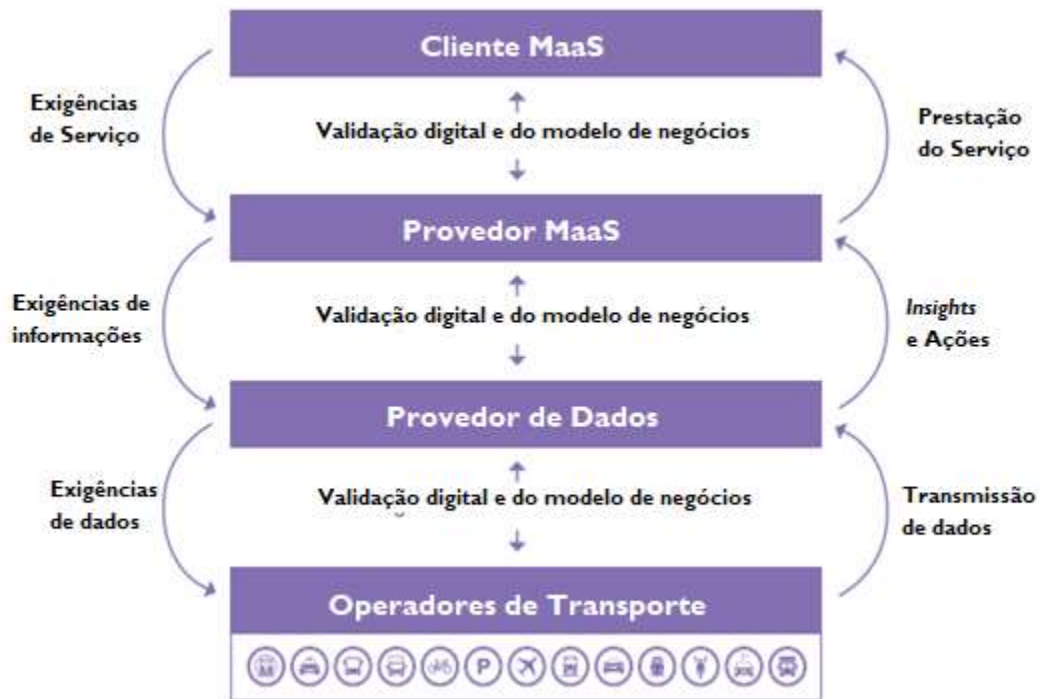 Cliente MaaS
Exigências
de Serviço
Validação digital e do modelo de negócios
Prestação
do Serviço
Provedor MaaS
Exigências de
informações
Validação digital e do modelo de negócios
Insights
e Ações
Provedor de Dados
Exigências
de dados
Validação digital e do modelo de negócios
Transmissão
de dados
Operadores de Transporte
P